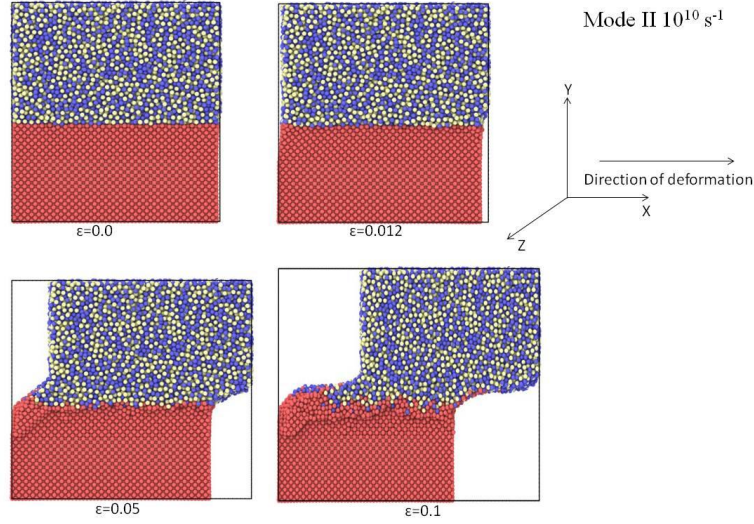 Mode II 10¹⁰ s⁻¹
Y
Direction of deformation
X
Z
ε=0.0
ε=0.012
ε=0.05
ε=0.1